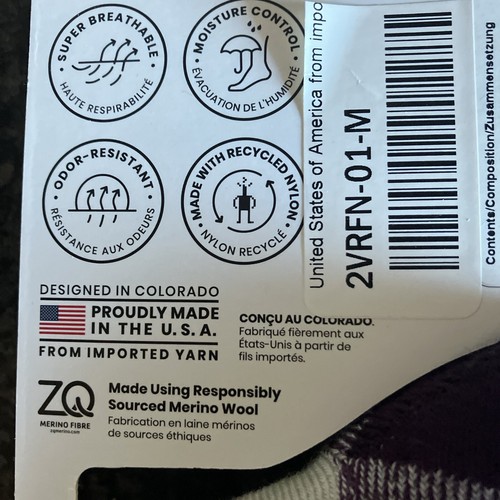 SUPER BREATHABLE
HAUTE RESPIRABILITÉ
MOISTURE CONTROL
ÉVACUATION DE L'HUMIDITÉ
ODOR-RESISTANT
RÉSISTANCE AUX ODEURS
MADE WITH RECYCLED NYLON
NYLON RECYCLÉ
United States of America from impo
2VRFN-01-M
Contents/Composition/Zusammensetzung
DESIGNED IN COLORADO
PROUDLY MADE
IN THE U.S.A.
FROM IMPORTED YARN
CONÇU AU COLORADO.
Fabriqué fièrement aux
États-Unis à partir de
fils importés.
ZQ
MERINO FIBRE
zqmerino.com
Made Using Responsibly
Sourced Merino Wool
Fabrication en laine mérinos
de sources éthiques